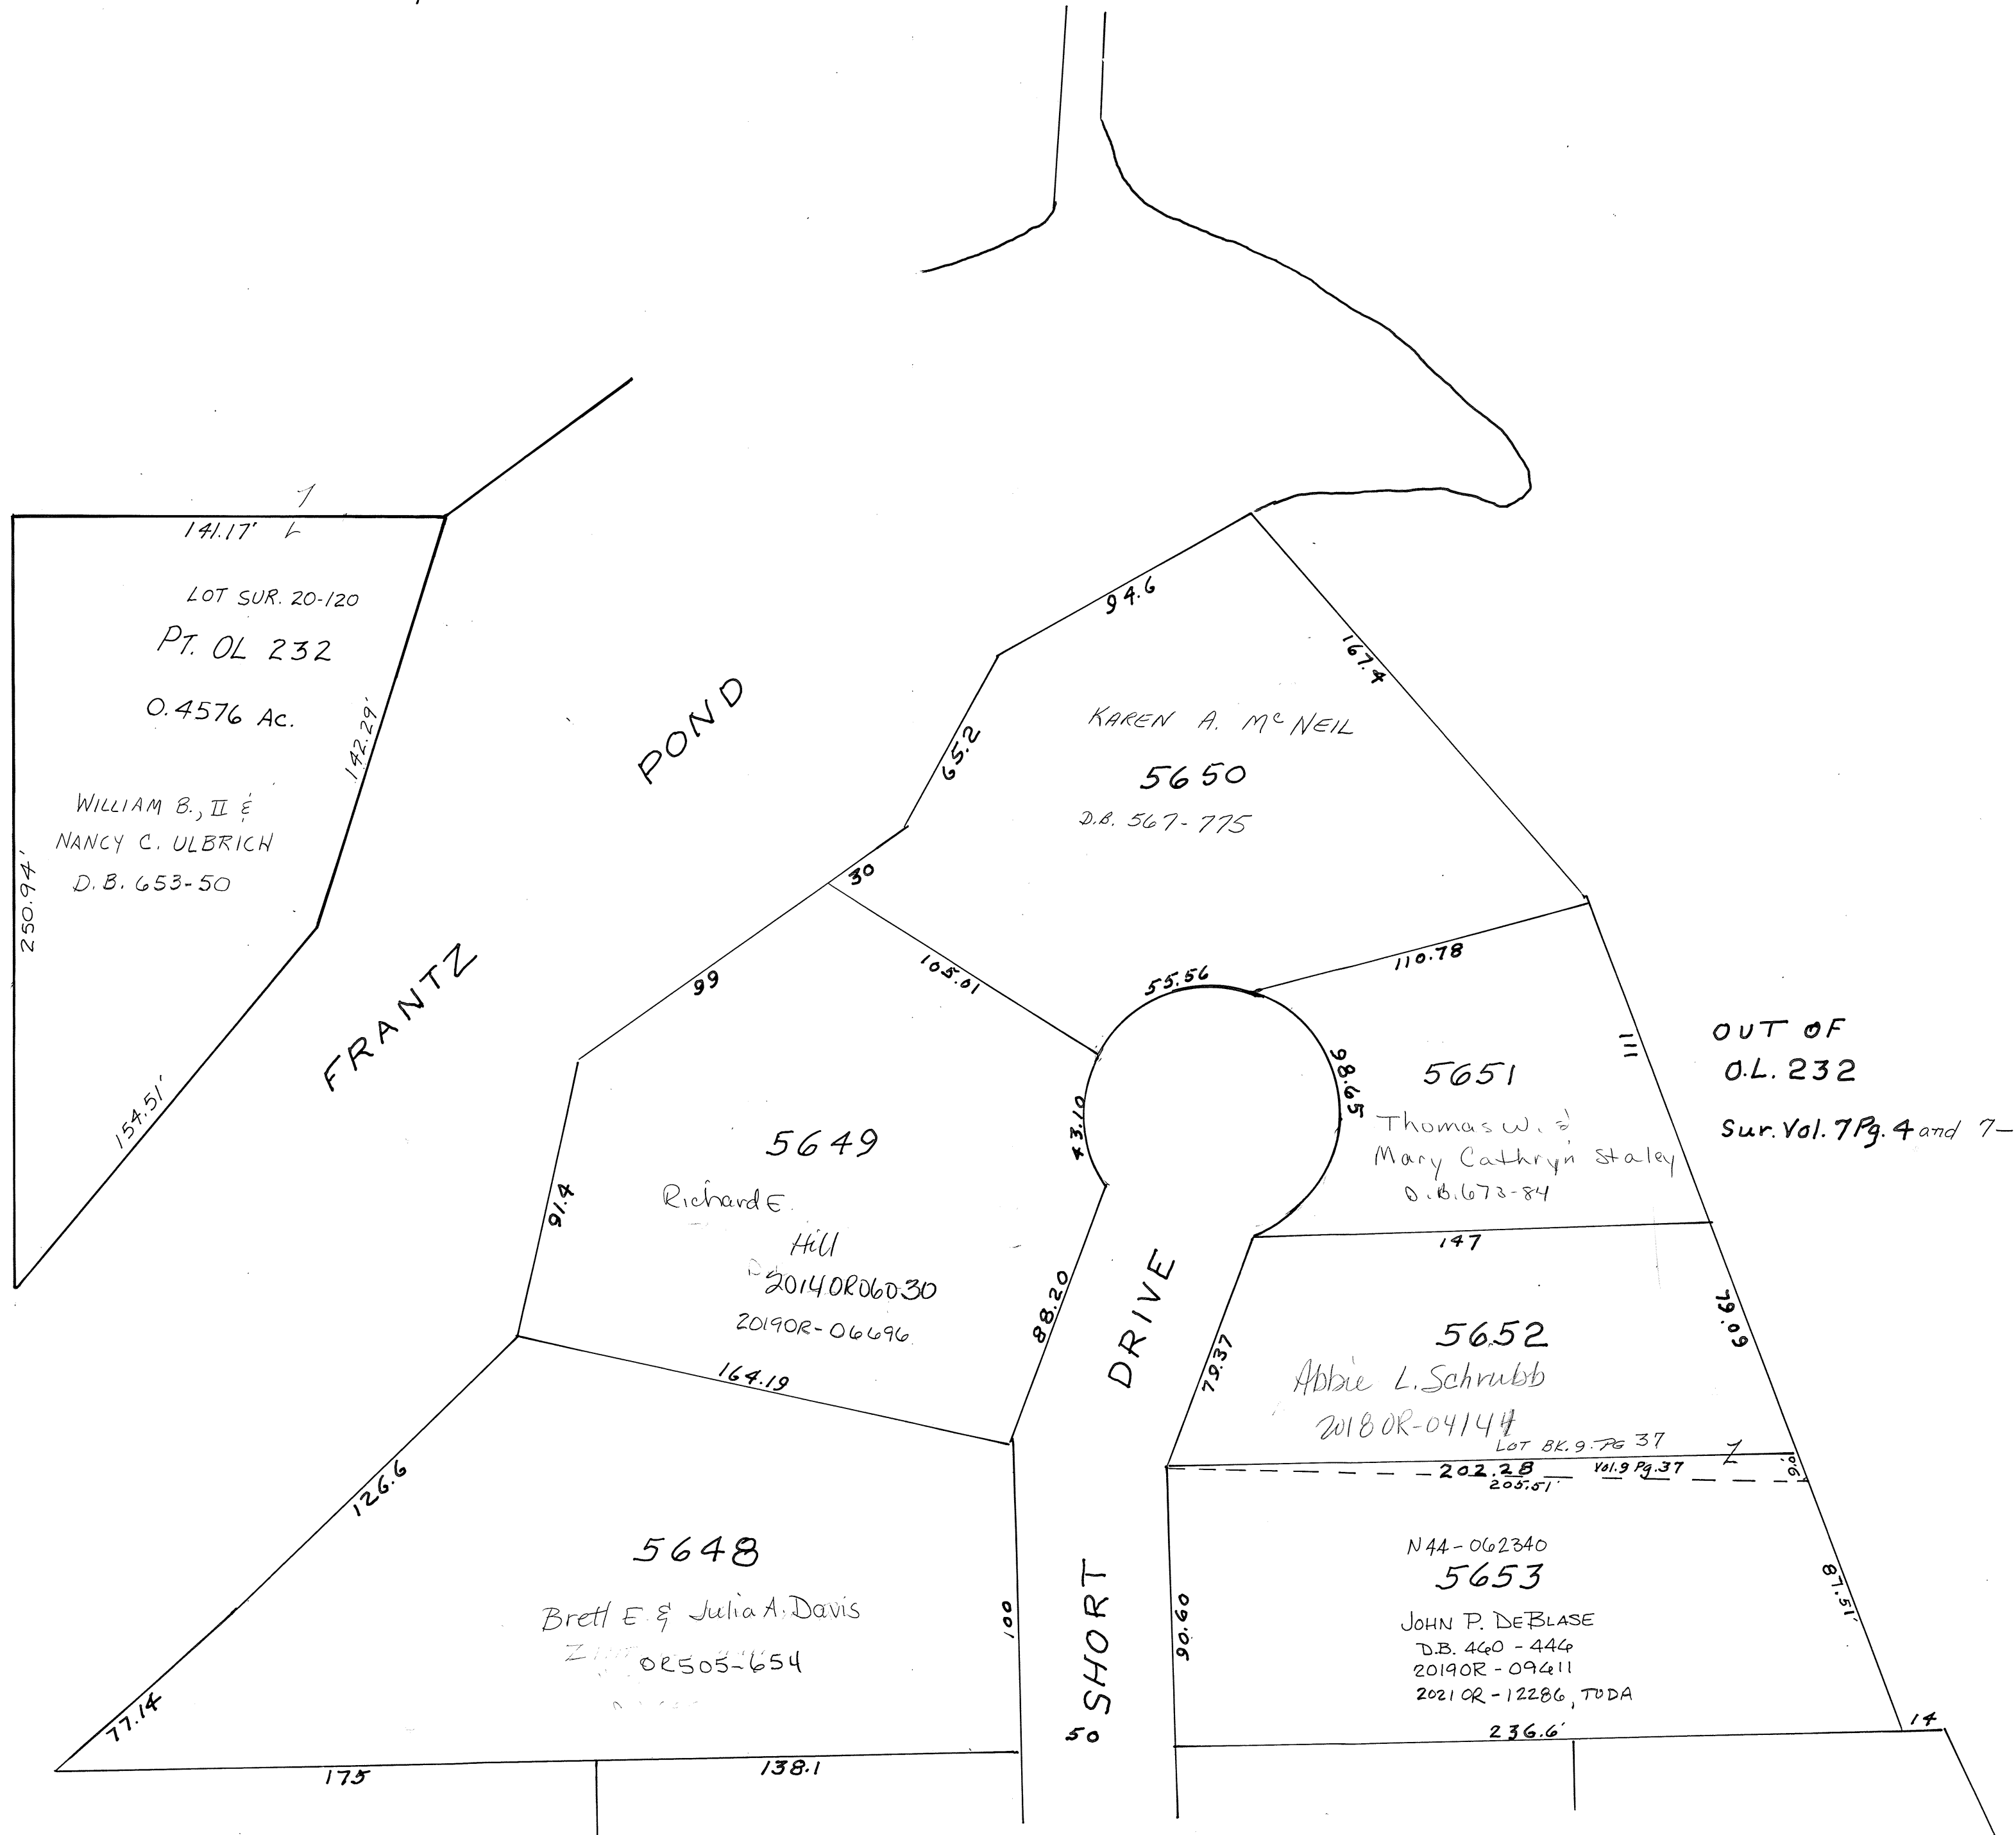 141.17'
LOT SUR. 20-120
PT. OL 232
0.4576 AC.
142.29'
WILLIAM B., II &
NANCY C. ULBRICH
D.B. 653-50
250.94'
154.51'
FRANTZ
POND
94.6
167.4
65.2
KAREN A. McNEIL
5650
D.B. 567-775
30
99
105.01
55.56
110.78
98.65
43.10
111
5651
Thomas W. &
Mary Cathryn Staley
D.B. 673-84
OUT OF
O.L. 232
Sur. Vol. 7 Pg. 4 and 7-
5649
Richard E.
Hill
2014OR06030
2019OR-06696
91.4
88.20
164.19
147
79.09
79.37
DRIVE
5652
Abbie L. Schrubb
2018OR-04144
LOT BK. 9 PG 37
202.28
Vol. 9 Pg. 37
205.51'
126.6
77.14
5648
Brett E. & Julia A. Davis
OR505-654
100
SHORT
50
90.60
N44-062340
5653
JOHN P. DEBLASE
D.B. 460-446
2019OR-09611
2021OR-12286, TODA
87.51'
236.6'
14
175
138.1